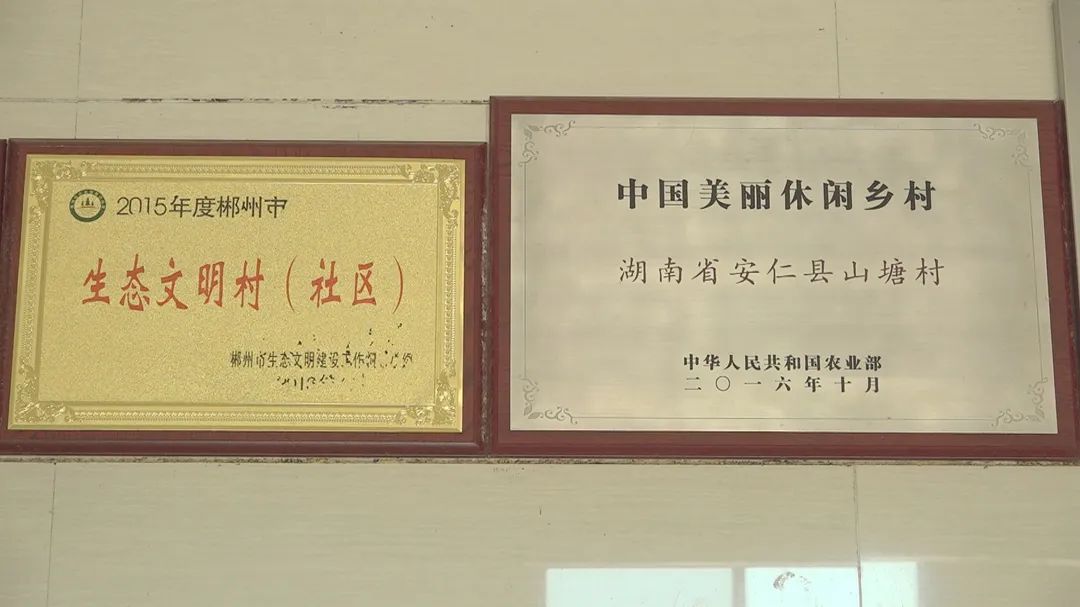 2015年度郴州市
生态文明村（社区）
郴州市生态文明建设工作
中国美丽休闲乡村
湖南省安仁县山塘村
中华人民共和国农业部
二〇一六年十月